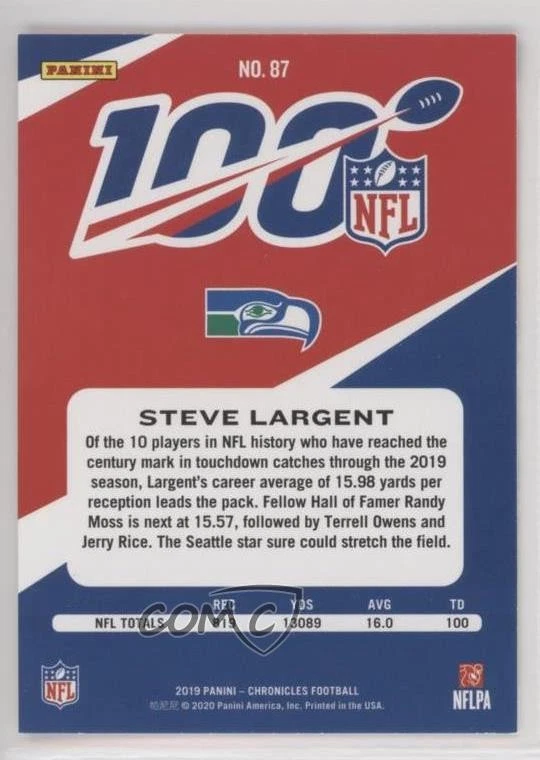 PANINI
NO. 87
100
NFL
STEVE LARGENT
Of the 10 players in NFL history who have reached the
century mark in touchdown catches through the 2019
season, Largent's career average of 15.98 yards per
reception leads the pack. Fellow Hall of Famer Randy
Moss is next at 15.57, followed by Terrell Owens and
Jerry Rice. The Seattle star sure could stretch the field.
REC YDS AVG TD
NFL TOTALS 819 13089 16.0 100
COMC
NFL
2019 PANINI – CHRONICLES FOOTBALL
帕尼尼 © 2020 Panini America, Inc. Printed in the USA.
NFLPA